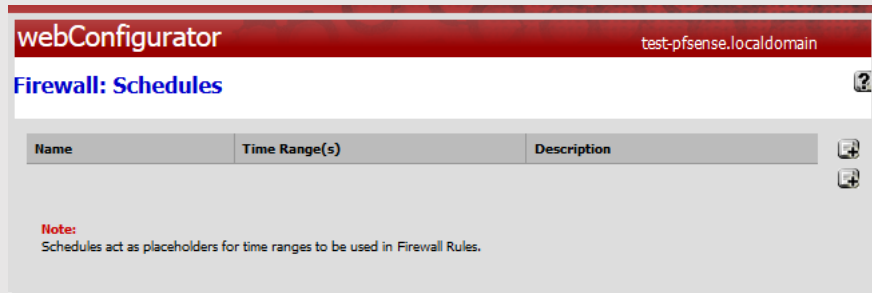 webConfigurator
test-pfsense.localdomain
Firewall: Schedules
?
Name Time Range(s) Description
Note:
Schedules act as placeholders for time ranges to be used in Firewall Rules.